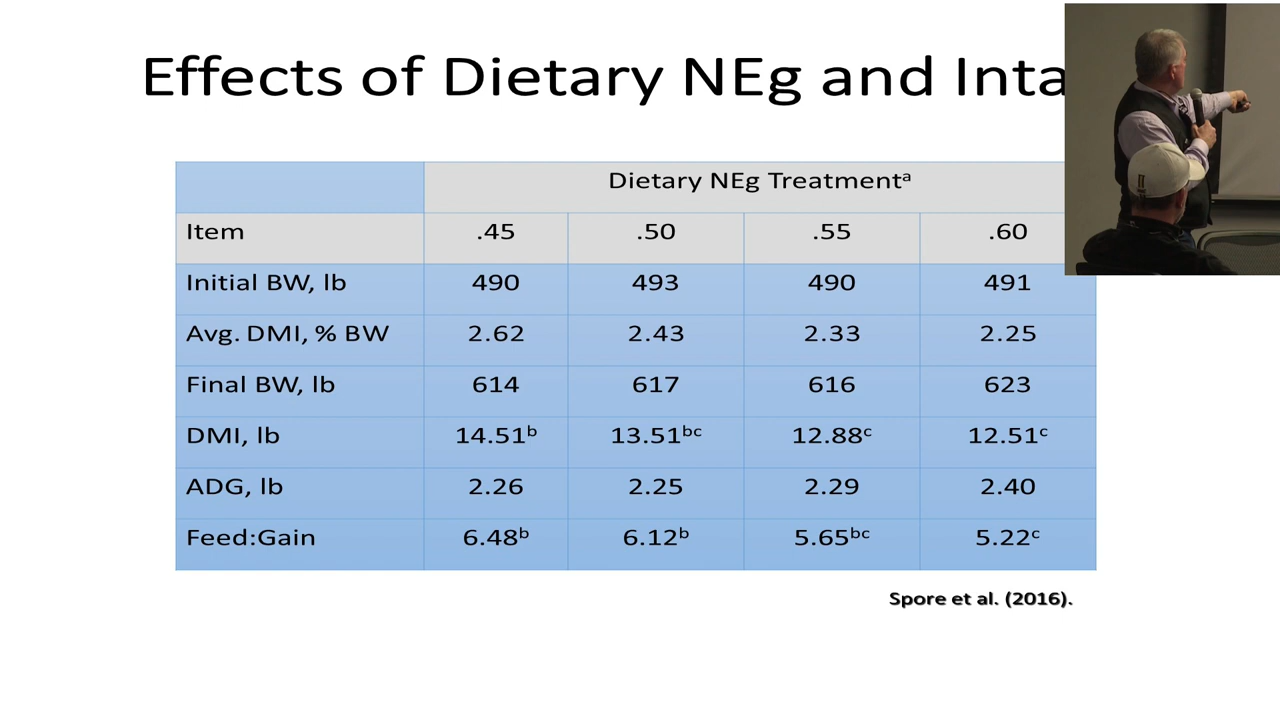 Effects of Dietary NEg and Inta
Dietary NEg Treatmentᵃ
Item .45 .50 .55 .60
Initial BW, lb 490 493 490 491
Avg. DMI, % BW 2.62 2.43 2.33 2.25
Final BW, lb 614 617 616 623
DMI, lb 14.51ᵇ 13.51ᵇᶜ 12.88ᶜ 12.51ᶜ
ADG, lb 2.26 2.25 2.29 2.40
Feed:Gain 6.48ᵇ 6.12ᵇ 5.65ᵇᶜ 5.22ᶜ
Spore et al. (2016).